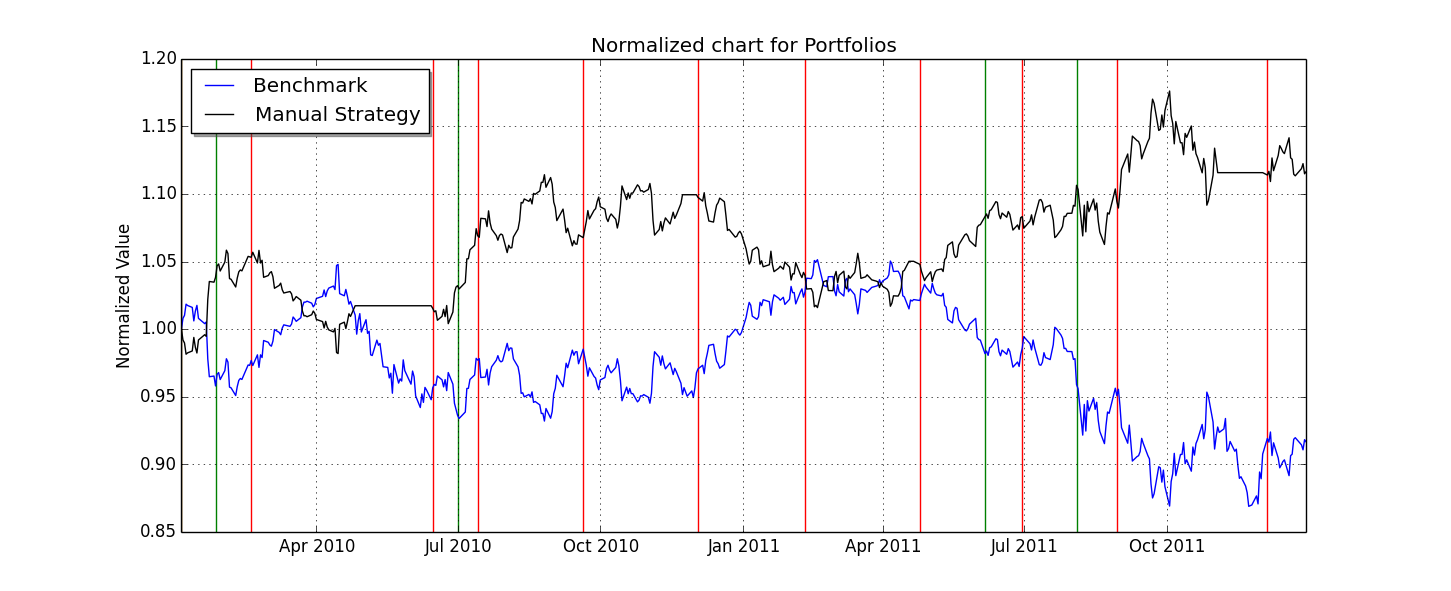 Normalized chart for Portfolios
1.20
Benchmark
Manual Strategy
1.15
1.10
1.05
1.00
0.95
0.90
0.85
Normalized Value
Apr 2010 Jul 2010 Oct 2010 Jan 2011 Apr 2011 Jul 2011 Oct 2011